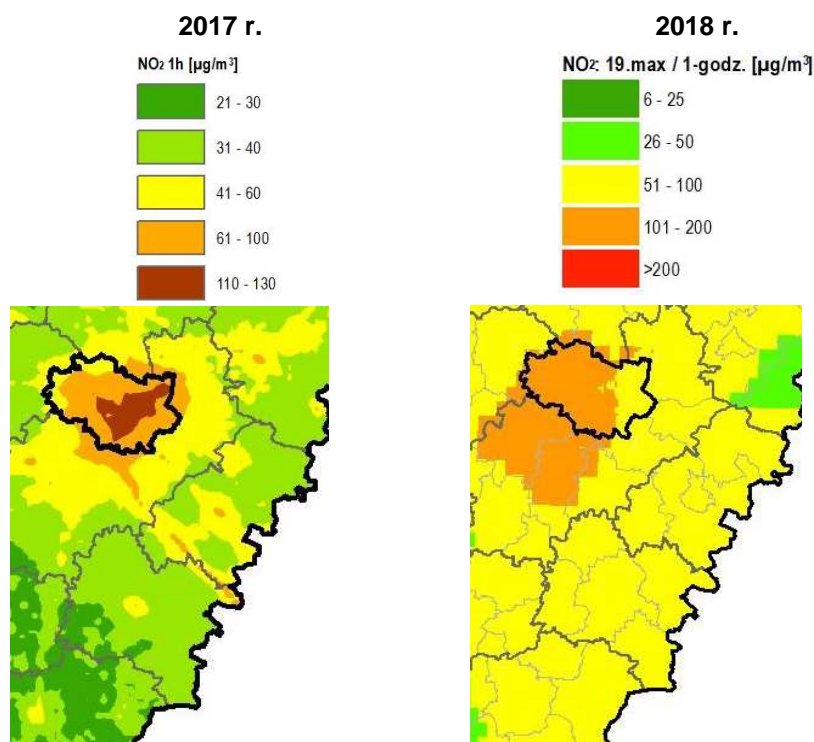 2017 r.
NO2 1h [µg/m³]
21 - 30
31 - 40
41 - 60
61 - 100
110 - 130
2018 r.
NO2: 19.max / 1-godz. [µg/m³]
6 - 25
26 - 50
51 - 100
101 - 200
>200